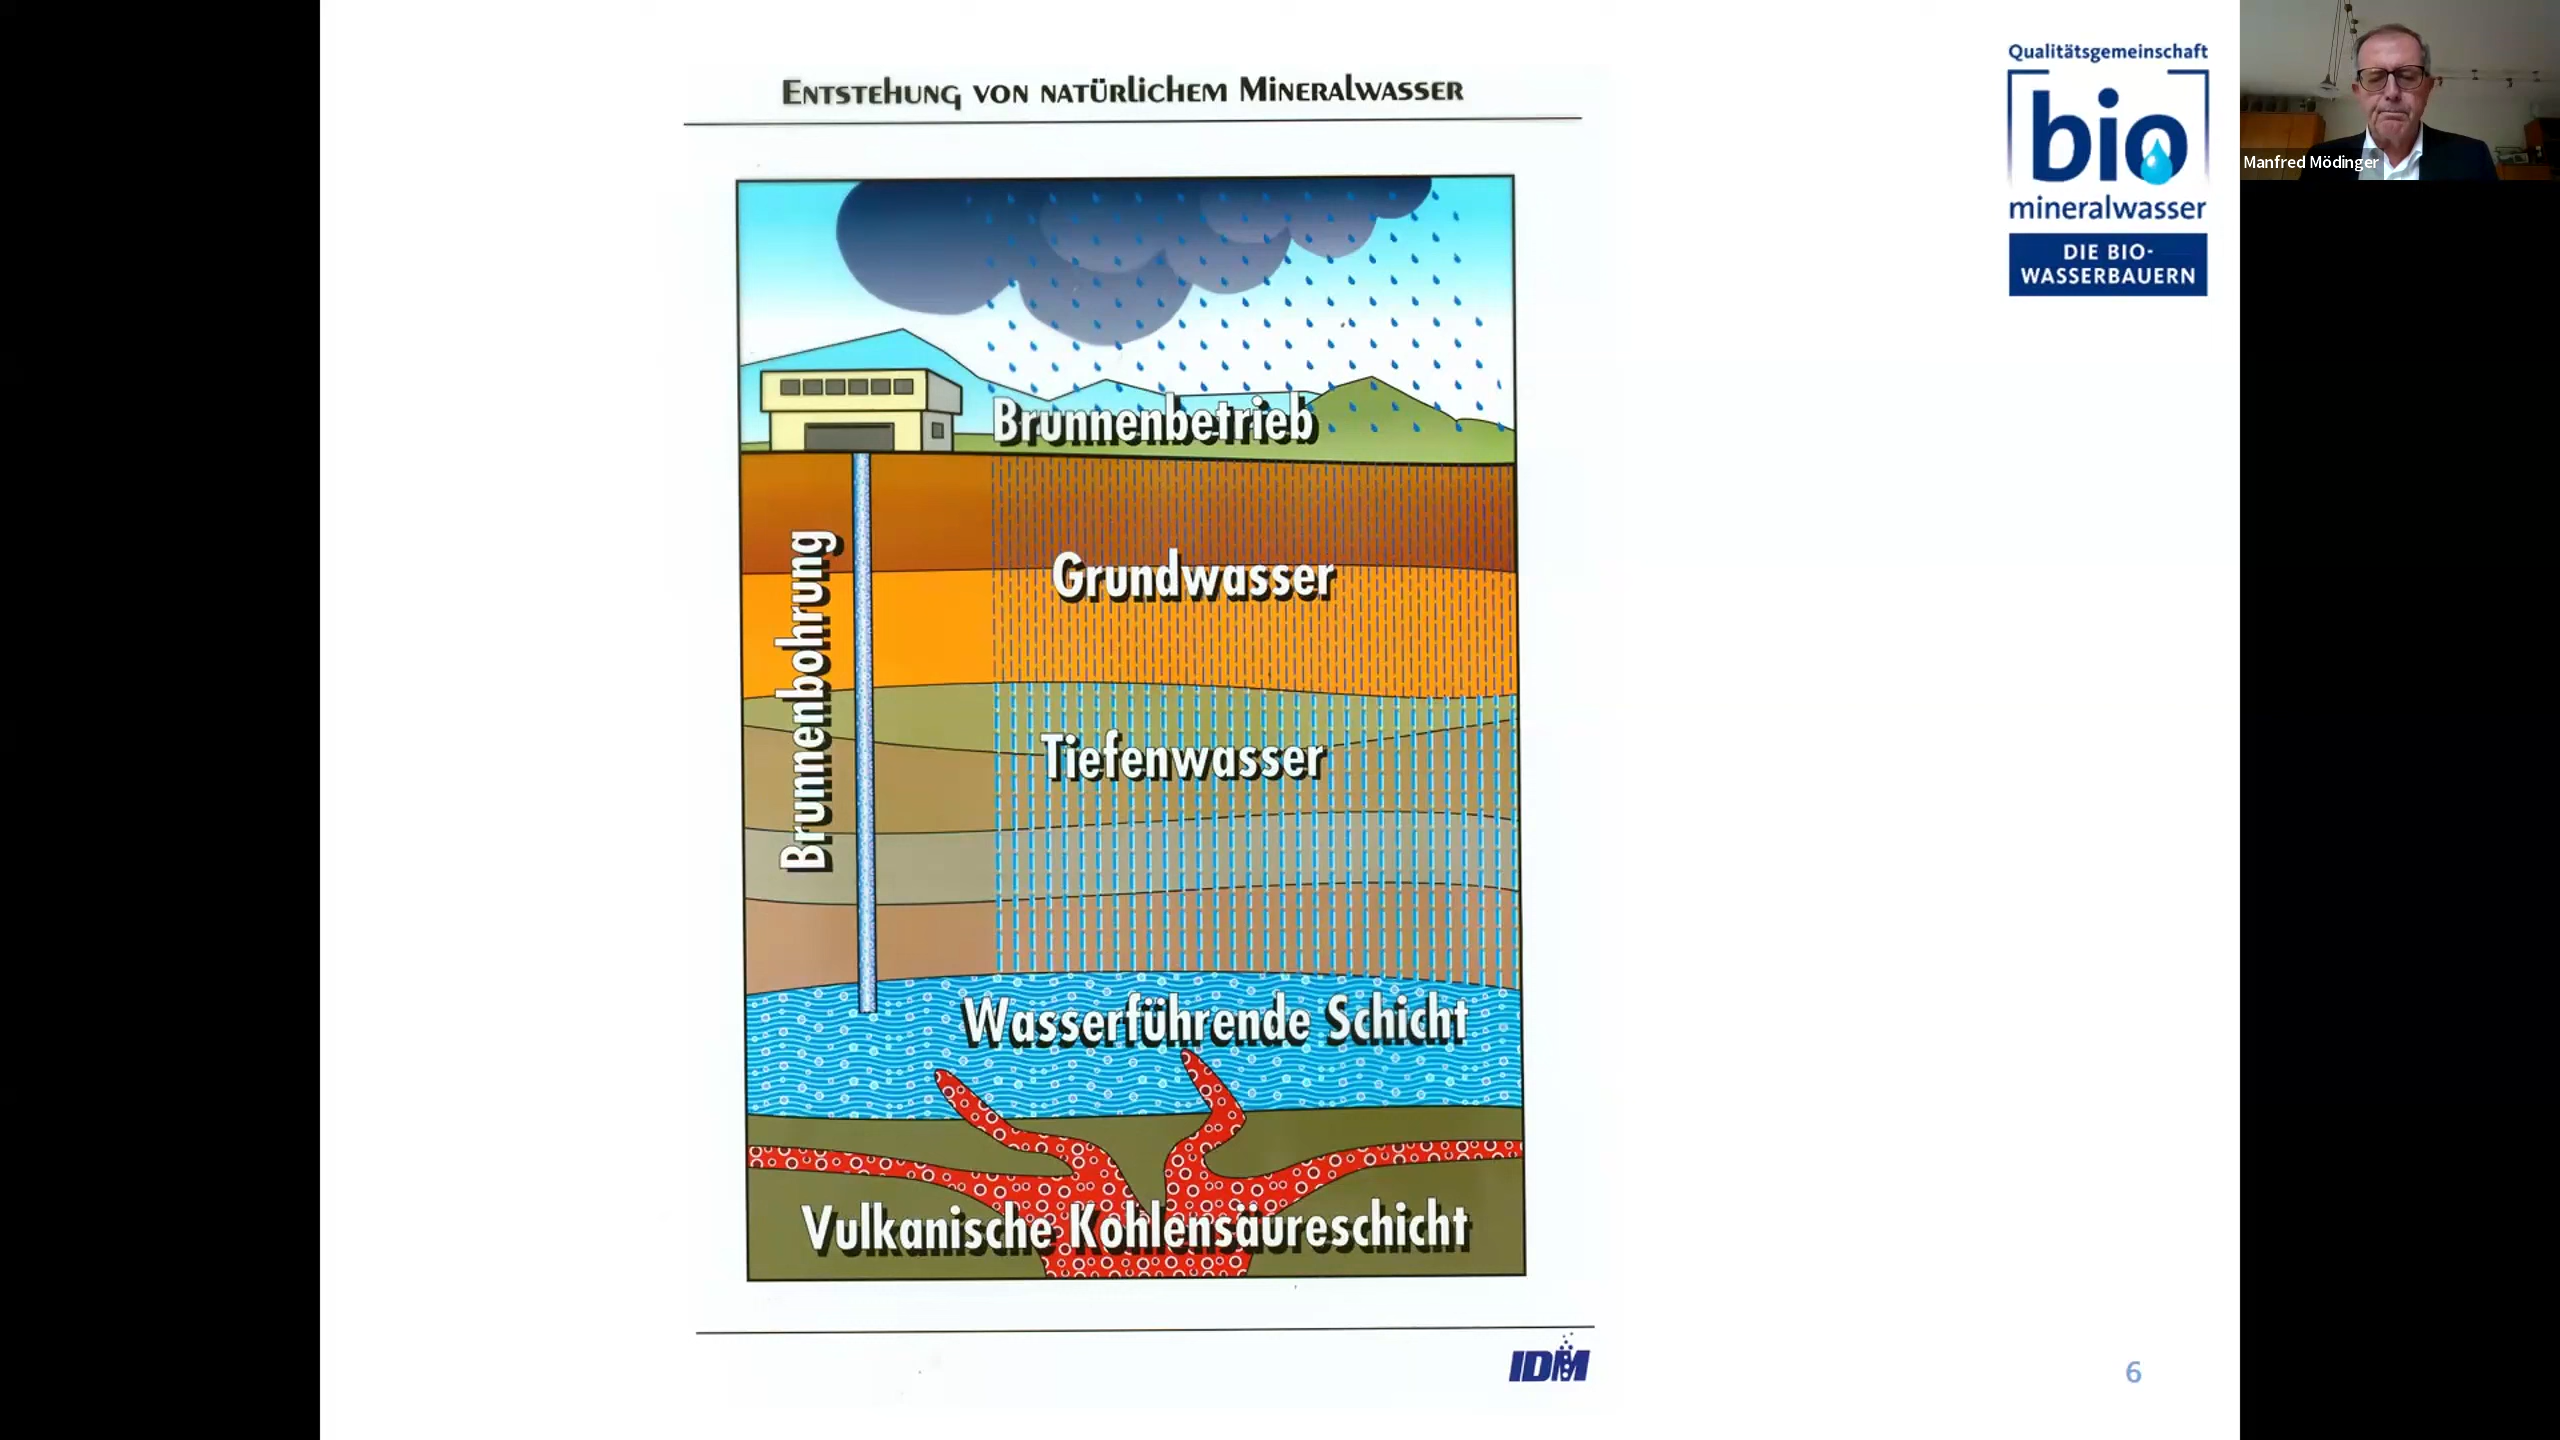 Entstehung von natürlichem Mineralwasser
Qualitätsgemeinschaft
bio
mineralwasser
DIE BIO-
WASSERBAUERN
Manfred Mödinger
Brunnenbetrieb
Grundwasser
Brunnenbohrung
Tiefenwasser
Wasserführende Schicht
Vulkanische Kohlensäureschicht
IDM
6